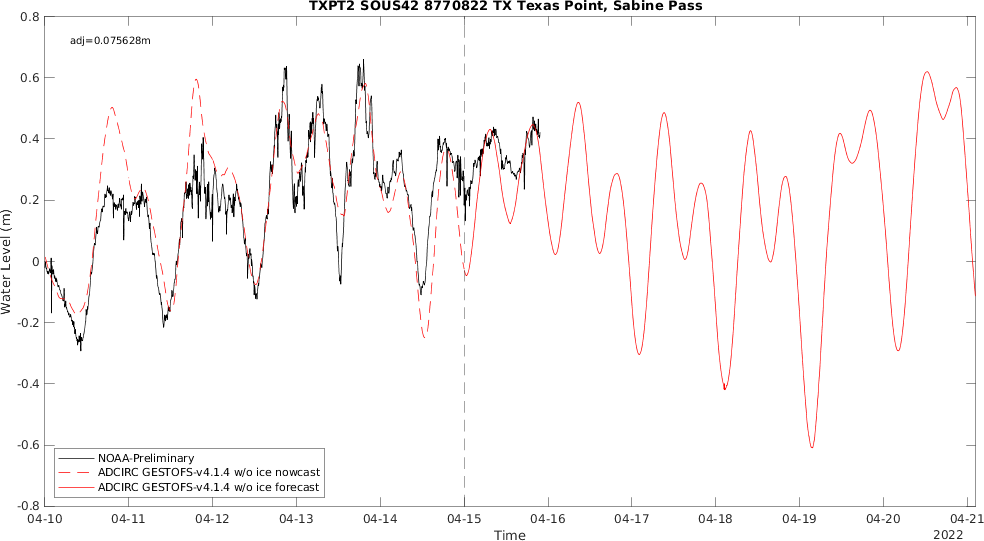 TXPT2 SOUS42 8770822 TX Texas Point, Sabine Pass
adj=0.075628m
0.8
0.6
0.4
0.2
0
-0.2
-0.4
-0.6
-0.8
Water Level (m)
NOAA-Preliminary
ADCIRC GESTOFS-v4.1.4 w/o ice nowcast
ADCIRC GESTOFS-v4.1.4 w/o ice forecast
04-10 04-11 04-12 04-13 04-14 04-15 04-16 04-17 04-18 04-19 04-20 04-21
Time
2022